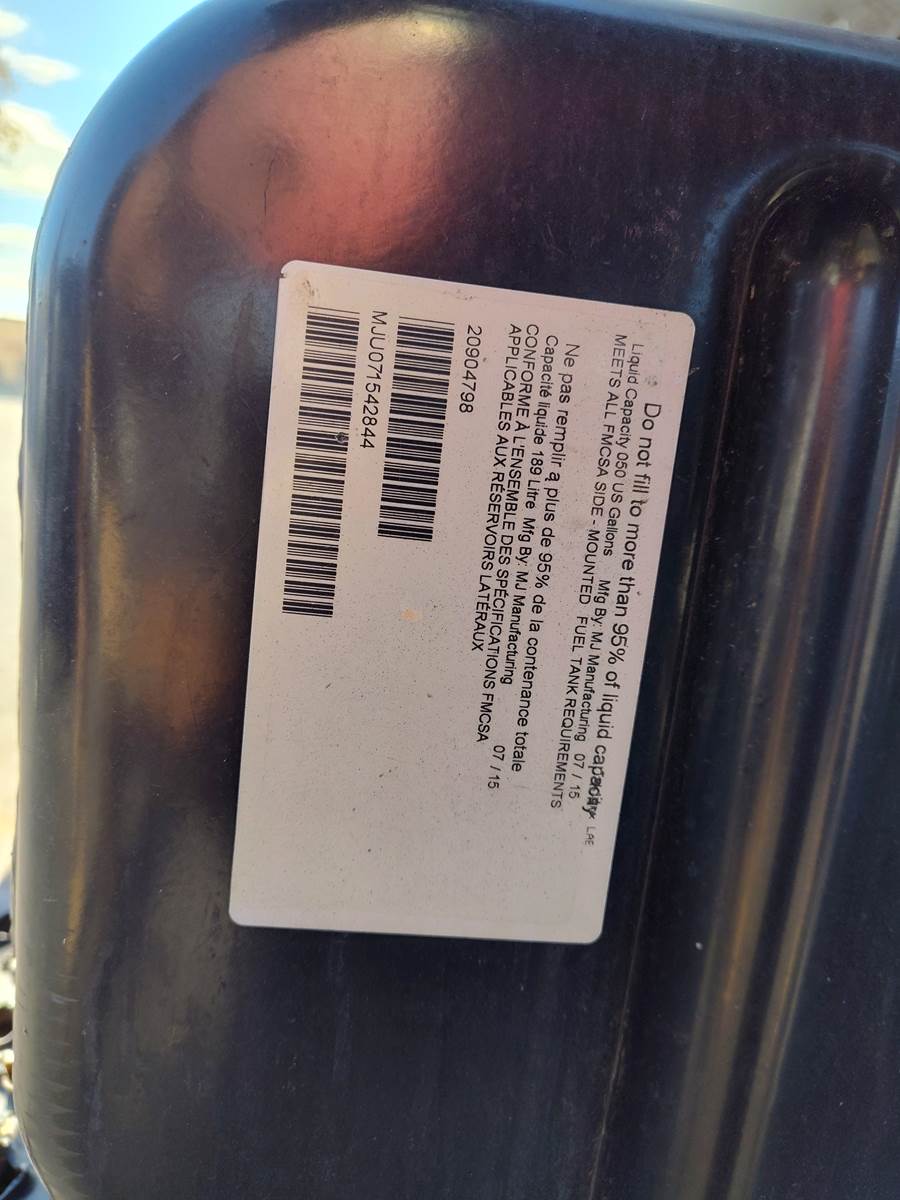 Do not fill to more than 95% of liquid capacity
Liquid Capacity 050 US Gallons Mfg By: MJ Manufacturing 07 / 15
MEETS ALL FMCSA SIDE - MOUNTED FUEL TANK REQUIREMENTS
LAE
Ne pas remplir à plus de 95% de la contenance totale
Capacité liquide 189 Litre Mfg By: MJ Manufacturing 07 / 15
CONFORME À L'ENSEMBLE DES SPÉCIFICATIONS FMCSA
APPLICABLES AUX RÉSERVOIRS LATÉRAUX
20904798
MJU071542844